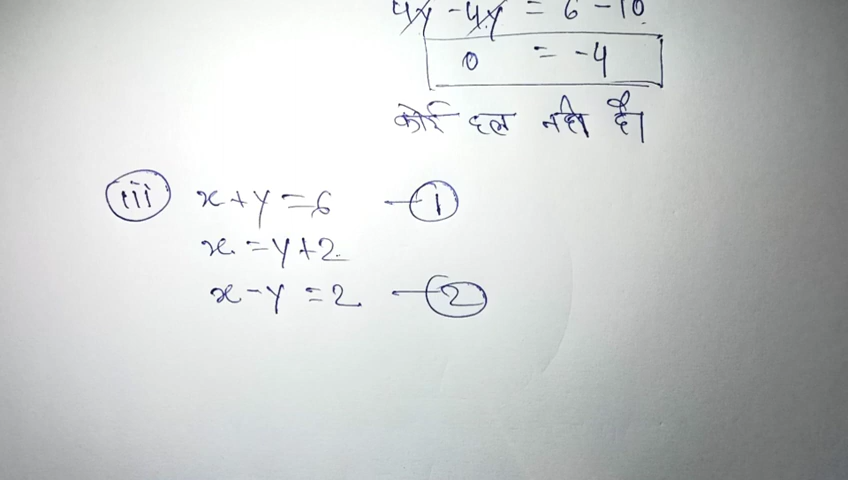 4y - 4y = 6 - 10
0 = -4
कोई हल नही है।
(iii) x + y = 6 — (1)
x = y + 2
x - y = 2 — (2)